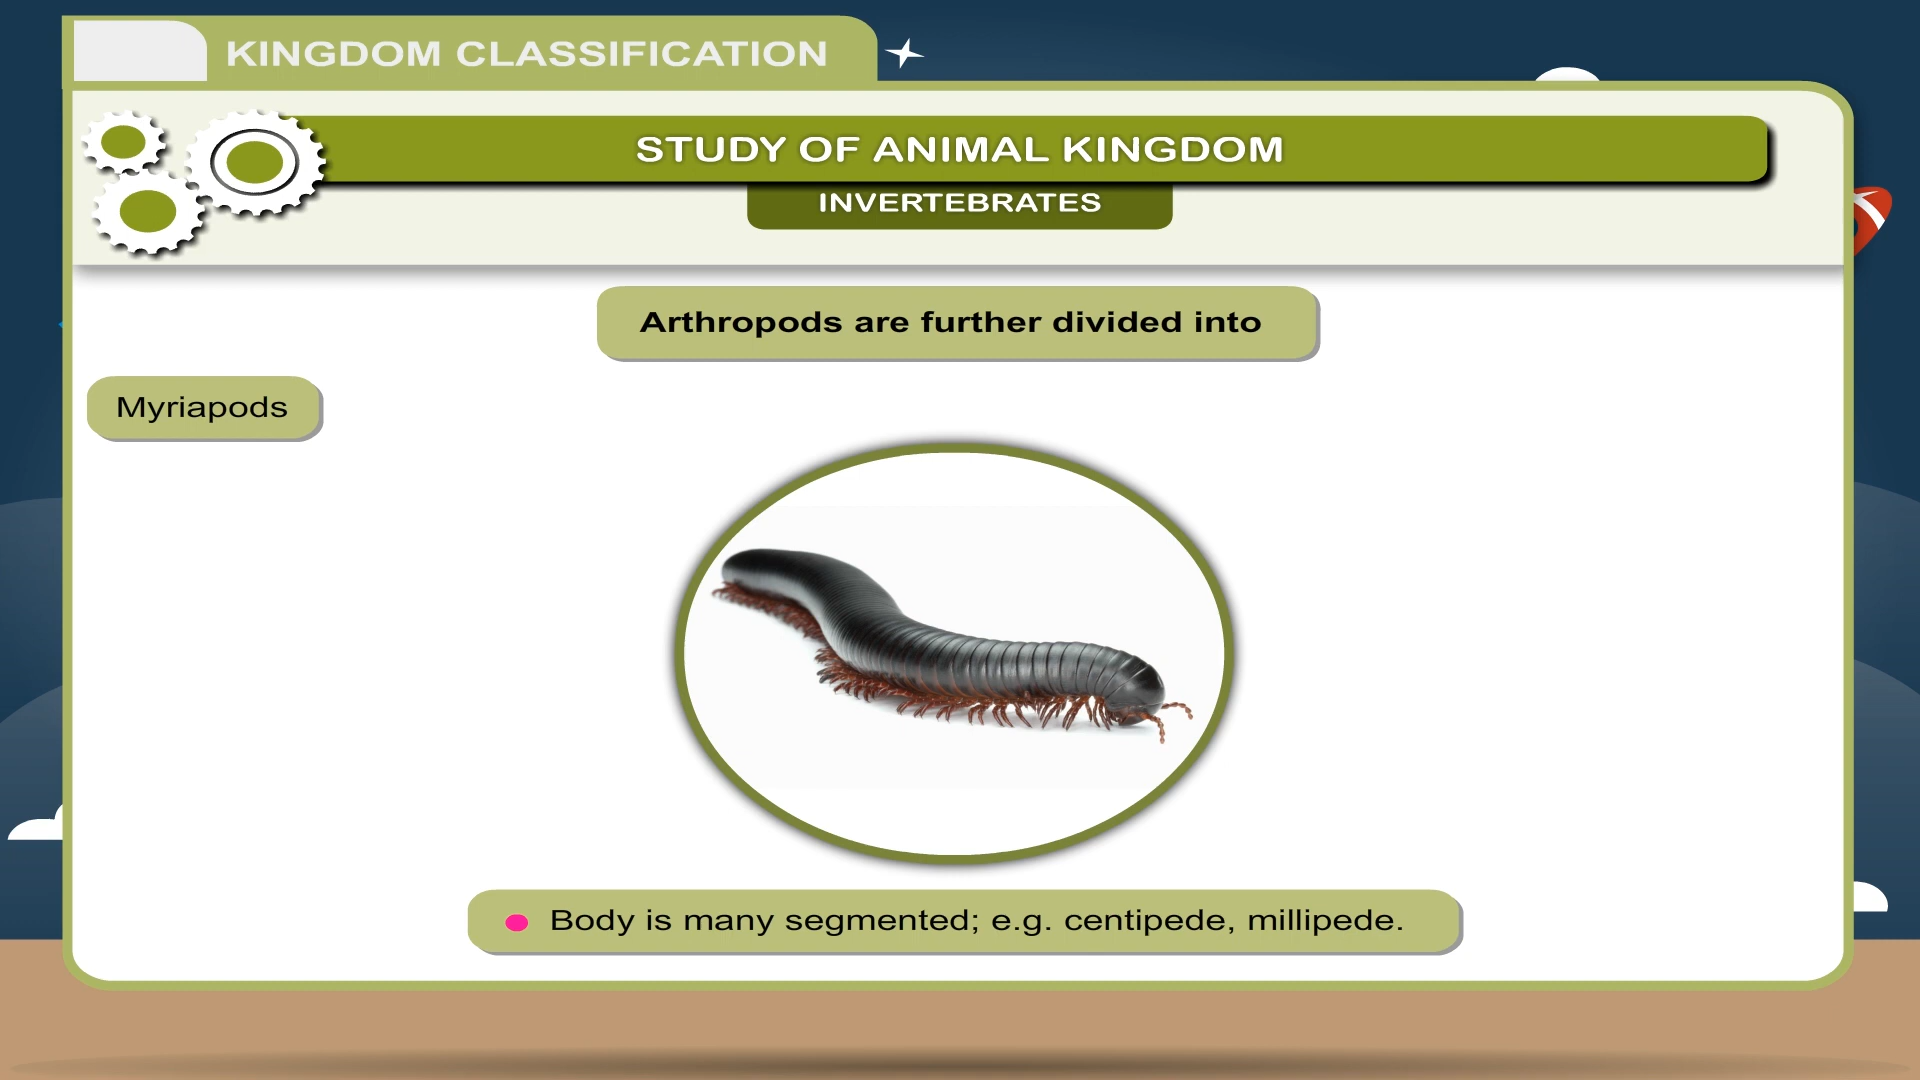 KINGDOM CLASSIFICATION
STUDY OF ANIMAL KINGDOM
INVERTEBRATES
Arthropods are further divided into
Myriapods
Body is many segmented; e.g. centipede, millipede.